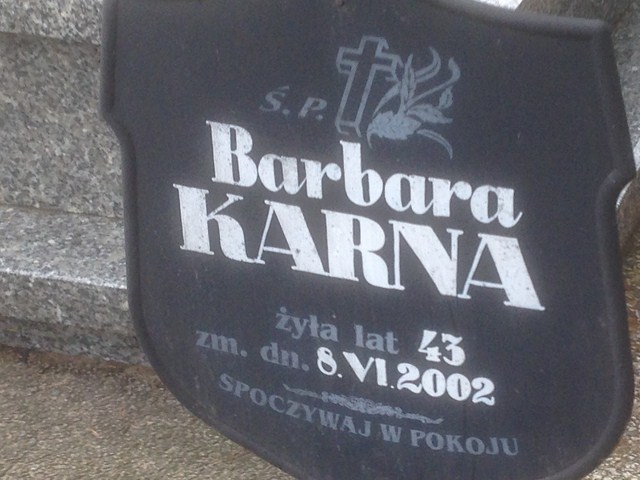 Ś.P.
Barbara
KARNA
żyła lat 43
zm. dn. 8.VI.2002
SPOCZYWAJ W POKOJU